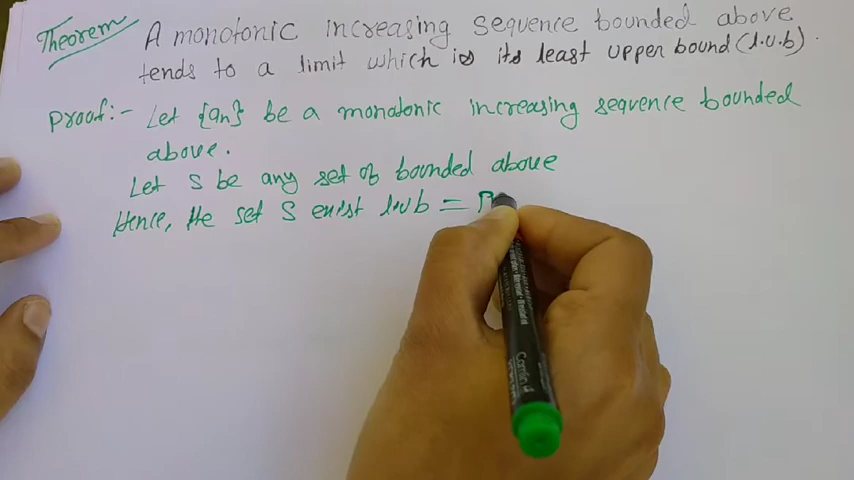 Theorem A monotonic increasing sequence bounded above
tends to a limit which is its least upper bound (l.u.b).
Proof:- Let {an} be a monotonic increasing sequence bounded
above.
Let S be any set of bounded above
Hence, the set S exist l.u.b =
Camlin